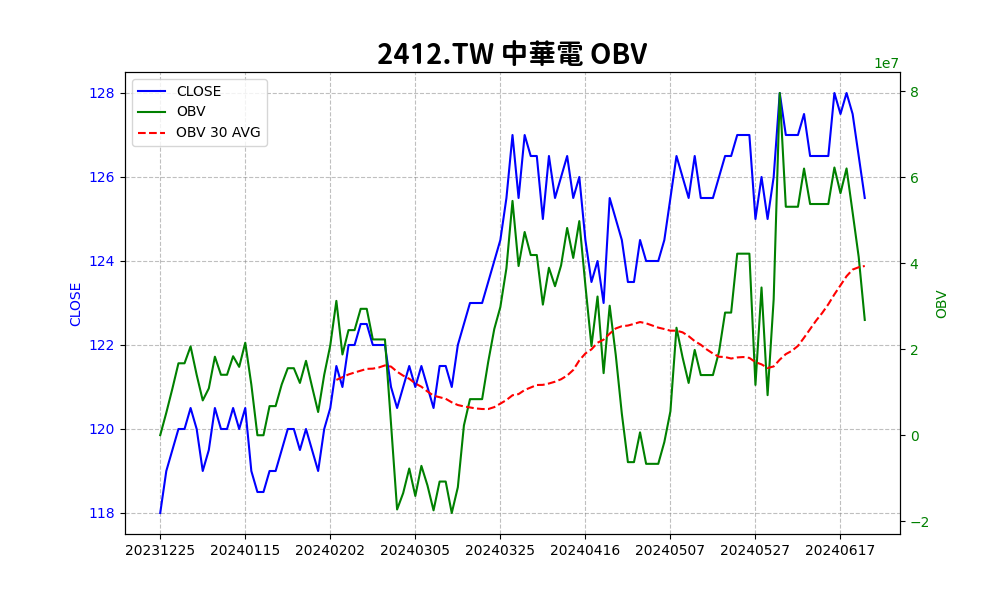 2412.TW 中華電 OBV
1e7
CLOSE
OBV
OBV 30 AVG
128
126
124
122
120
118
CLOSE
8
6
4
2
0
−2
OBV
20231225 20240115 20240202 20240305 20240325 20240416 20240507 20240527 20240617